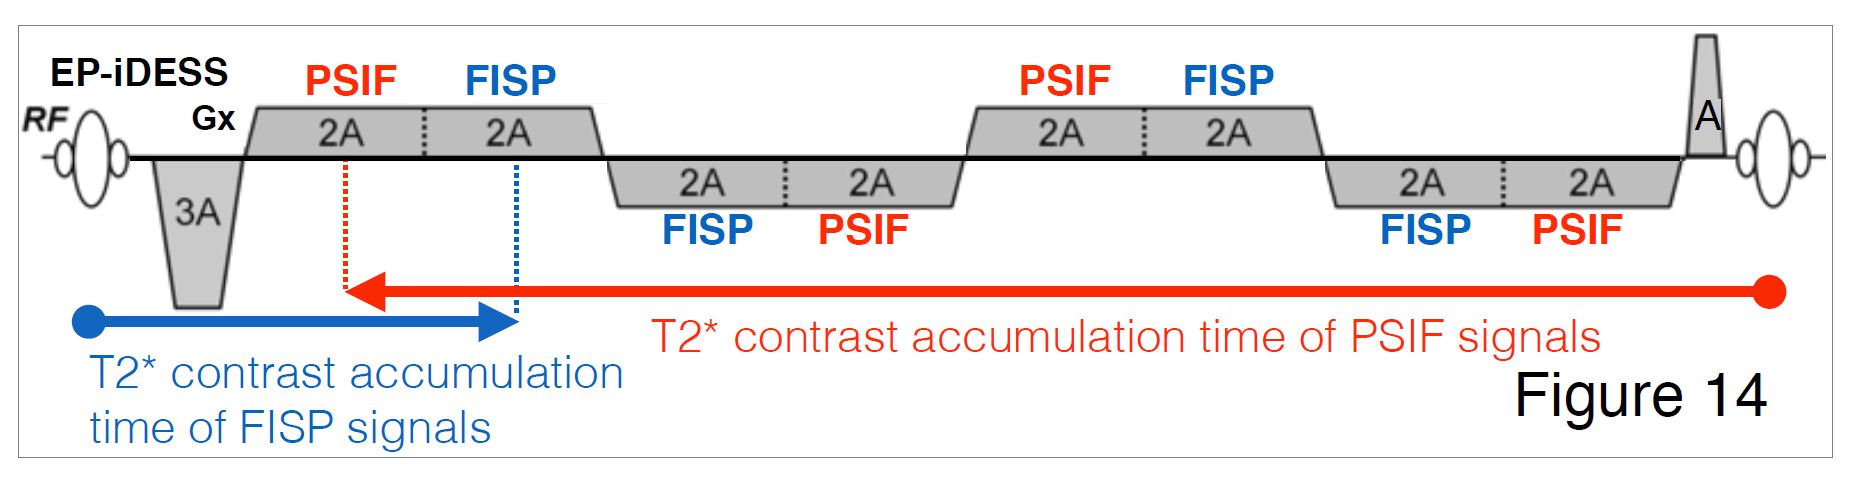 EP-iDESS
PSIF
FISP
PSIF
FISP
RF
Gx
2A
2A
2A
2A
A
3A
2A
2A
2A
2A
FISP
PSIF
FISP
PSIF
T2* contrast accumulation time of PSIF signals
T2* contrast accumulation
time of FISP signals
Figure 14